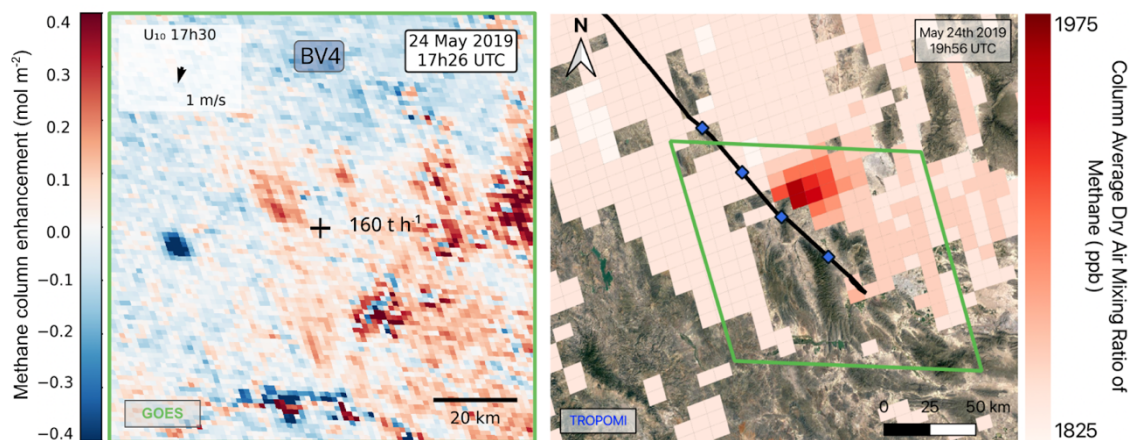 Methane column enhancement (mol m⁻²)
0.4
0.3
0.2
0.1
0.0
−0.1
−0.2
−0.3
−0.4
U₁₀ 17h30
1 m/s
BV4
24 May 2019
17h26 UTC
160 t h⁻¹
GOES
20 km
N
May 24th 2019
19h56 UTC
TROPOMI
0 25 50 km
1975
1825
Column Average Dry Air Mixing Ratio of
Methane (ppb)